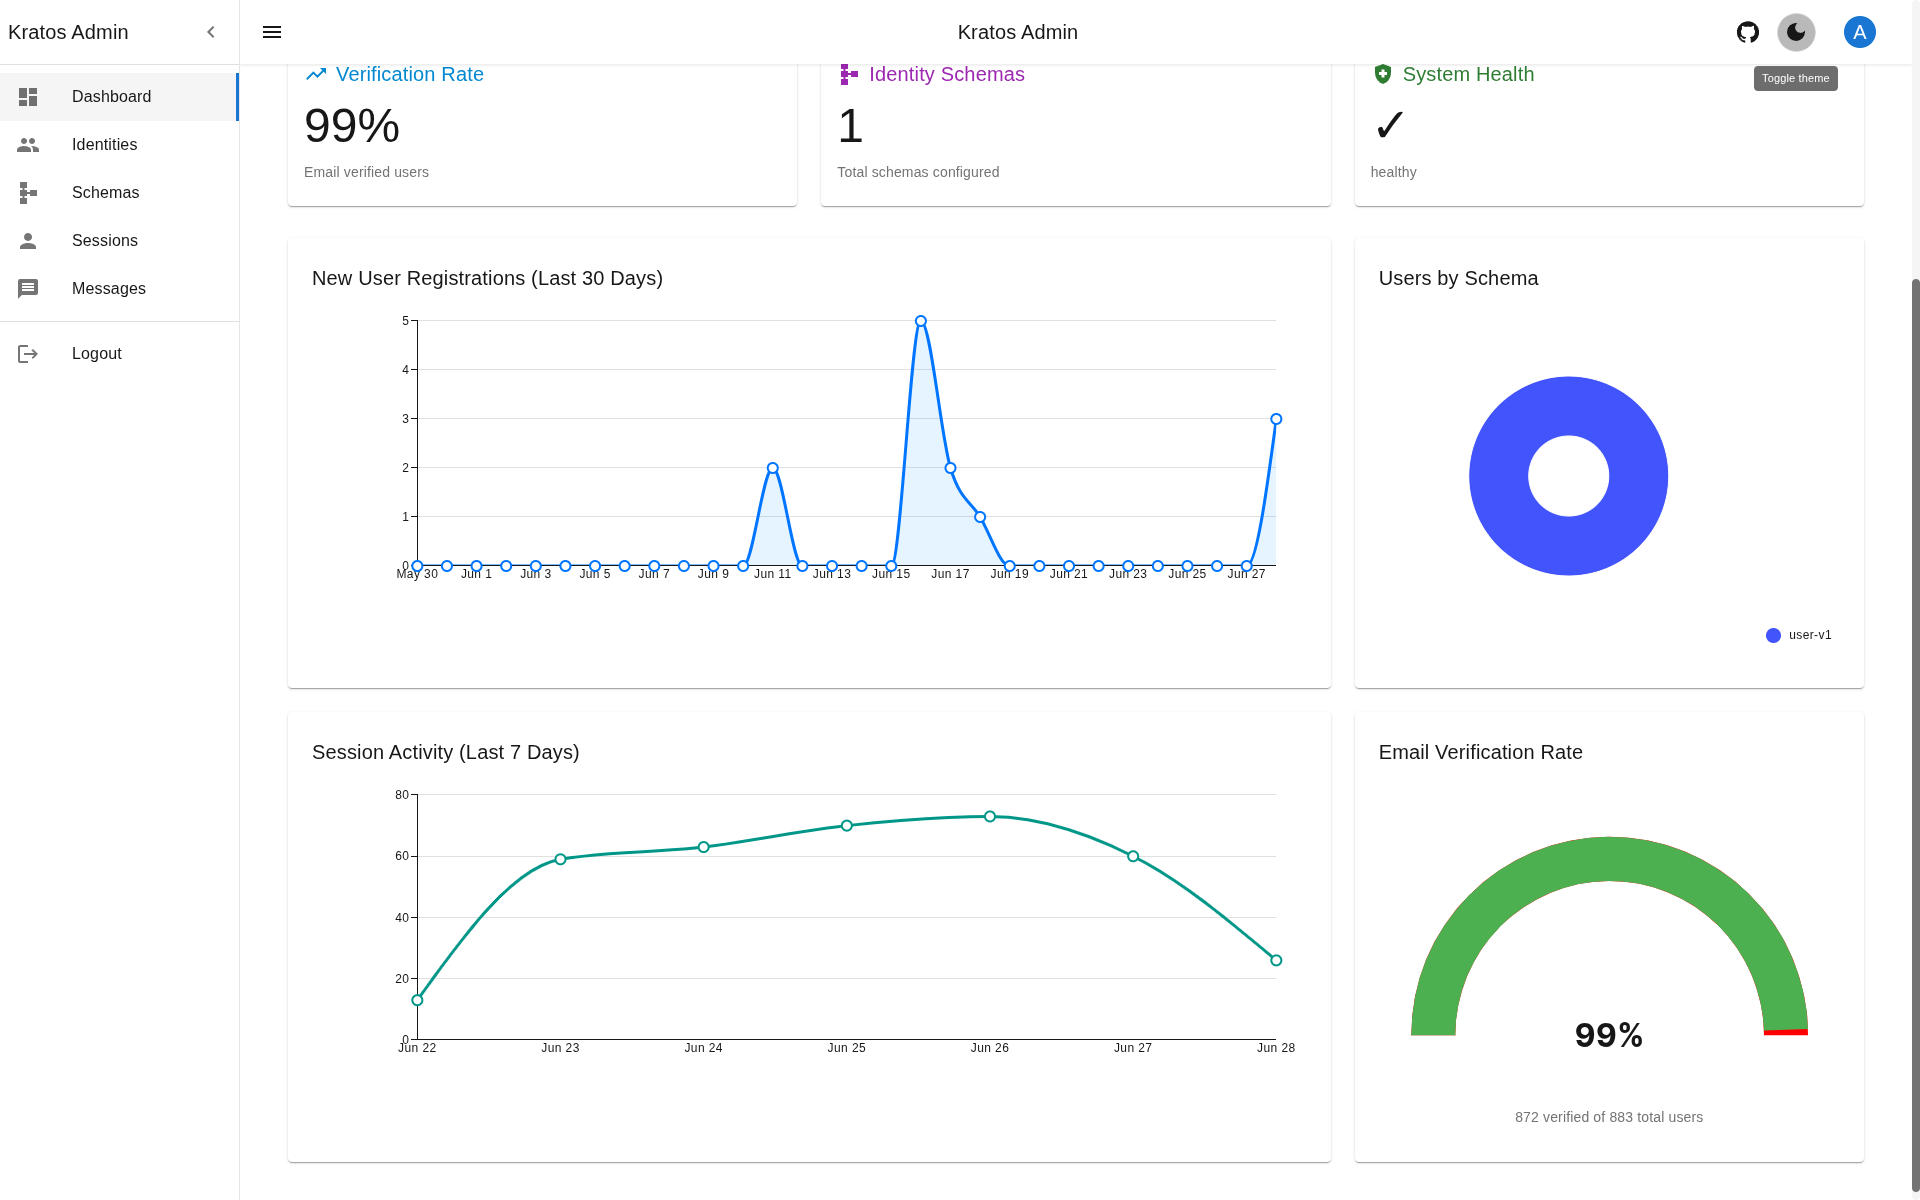 Kratos Admin
Kratos Admin
A
Toggle theme
Dashboard
Identities
Schemas
Sessions
Messages
Logout
Verification Rate
99%
Email verified users
Identity Schemas
1
Total schemas configured
System Health
✓
healthy
New User Registrations (Last 30 Days)
5
4
3
2
1
0
May 30 Jun 1 Jun 3 Jun 5 Jun 7 Jun 9 Jun 11 Jun 13 Jun 15 Jun 17 Jun 19 Jun 21 Jun 23 Jun 25 Jun 27
Users by Schema
user-v1
Session Activity (Last 7 Days)
80
60
40
20
0
Jun 22 Jun 23 Jun 24 Jun 25 Jun 26 Jun 27 Jun 28
Email Verification Rate
99%
872 verified of 883 total users